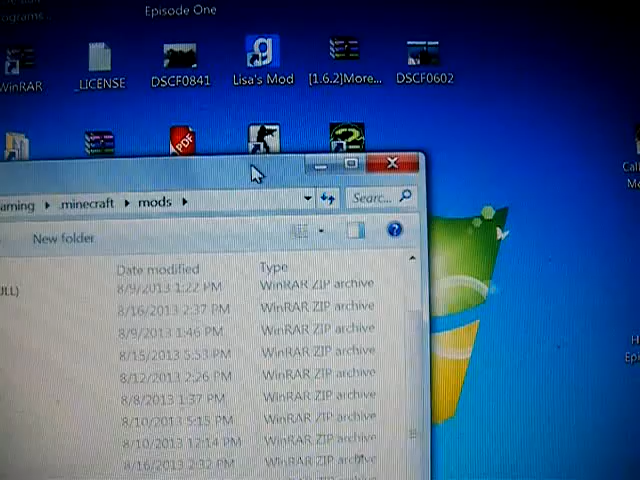 Episode One
WinRAR
_LICENSE
DSCF0841
Lisa's Mod
[1.6.2]More...
DSCF0602
PDF
aming
.minecraft
mods
Searc...
New folder
Date modified
Type
8/9/2013 1:22 PM
WinRAR ZIP archive
8/16/2013 2:37 PM
WinRAR ZIP archive
8/9/2013 1:46 PM
WinRAR ZIP archive
8/15/2013 5:53 PM
WinRAR ZIP archive
8/12/2013 2:26 PM
WinRAR ZIP archive
8/8/2013 1:37 PM
WinRAR ZIP archive
8/10/2013 5:15 PM
WinRAR ZIP archive
8/10/2013 12:14 PM
WinRAR ZIP archive
8/16/2013 2:32 PM
WinRAR ZIP archive